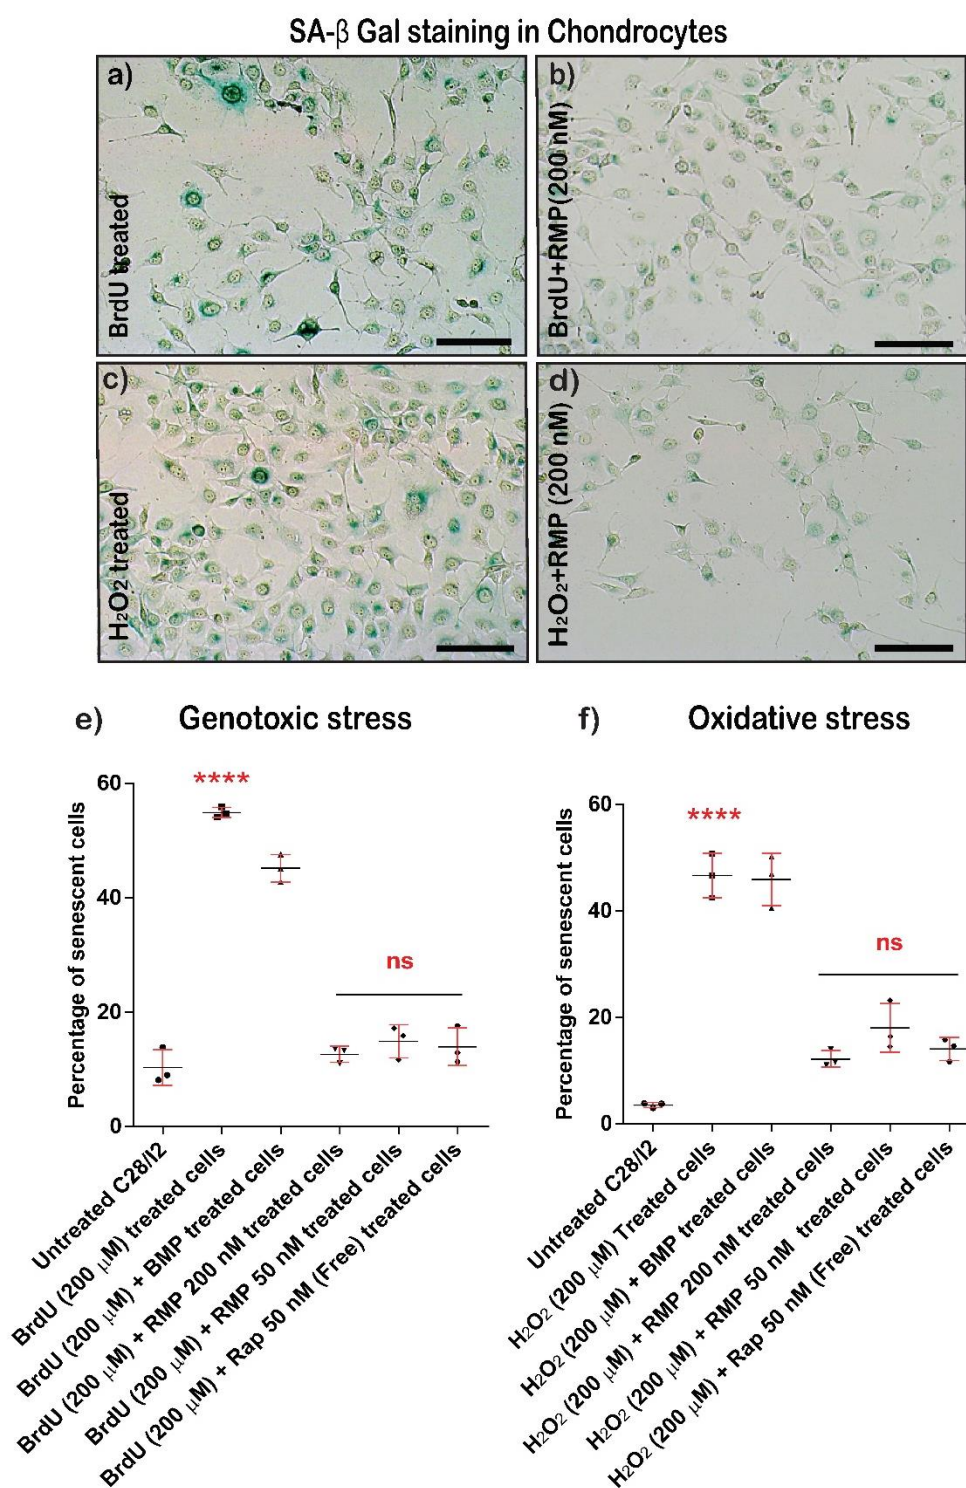 SA-β Gal staining in Chondrocytes
a)
BrdU treated
b)
BrdU+RMP(200 nM)
c)
H₂O₂ treated
d)
H₂O₂+RMP (200 nM)
e)
Genotoxic stress
Percentage of senescent cells
60
40
20
0
****
ns
Untreated C28/I2
BrdU (200 μM) treated cells
BrdU (200 μM) + BMP treated cells
BrdU (200 μM) + RMP 200 nM treated cells
BrdU (200 μM) + RMP 50 nM treated cells
BrdU (200 μM) + Rap 50 nM (Free) treated cells
f)
Oxidative stress
Percentage of senescent cells
60
40
20
0
****
ns
Untreated C28/I2
H₂O₂ (200 μM) Treated cells
H₂O₂ (200 μM) + BMP treated cells
H₂O₂ (200 μM) + RMP 200 nM treated cells
H₂O₂ (200 μM) + RMP 50 nM treated cells
H₂O₂ (200 μM) + Rap 50 nM (Free) treated cells